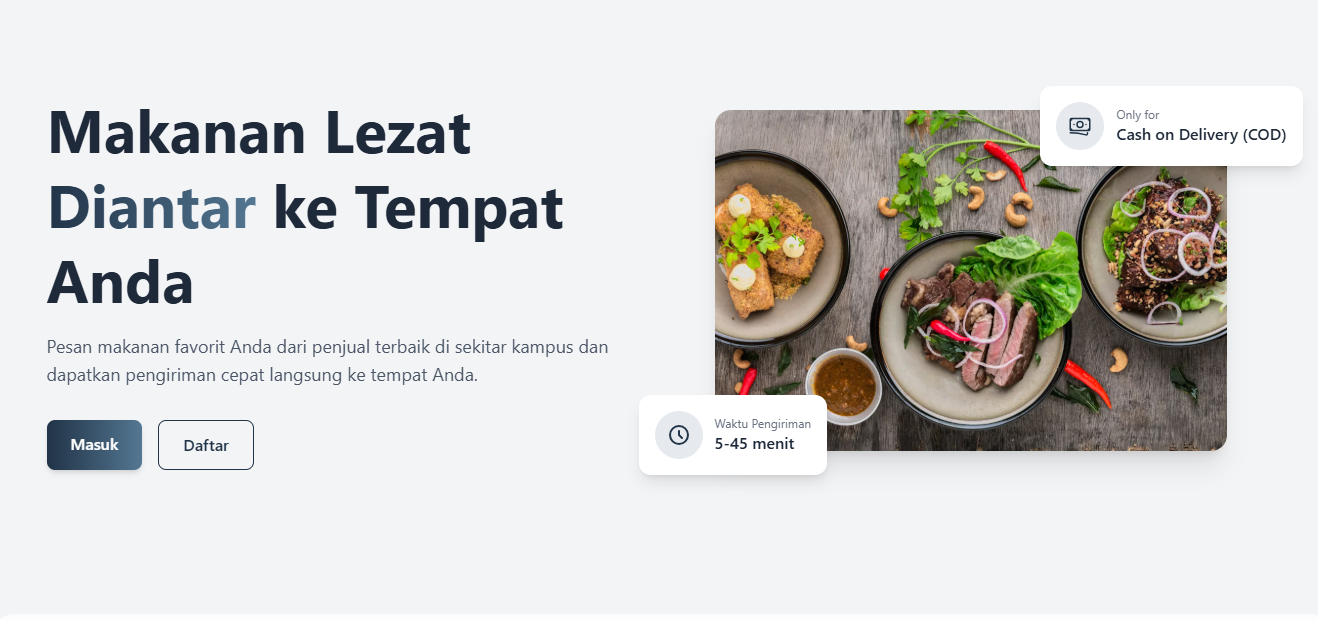 Makanan Lezat
Diantar ke Tempat
Anda
Pesan makanan favorit Anda dari penjual terbaik di sekitar kampus dan
dapatkan pengiriman cepat langsung ke tempat Anda.
Masuk
Daftar
Only for
Cash on Delivery (COD)
Waktu Pengiriman
5-45 menit